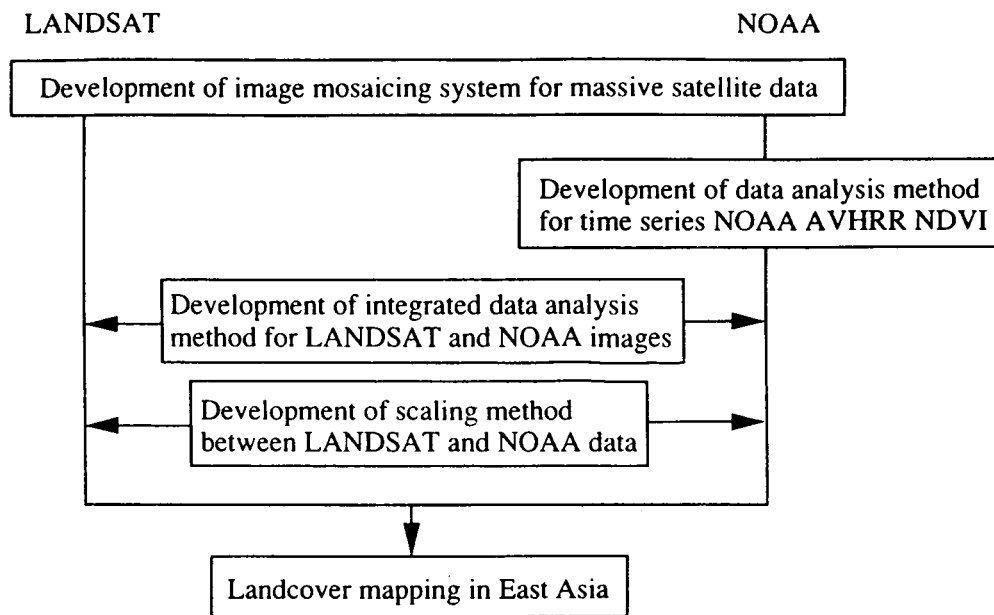 LANDSAT
NOAA
Development of image mosaicing system for massive satellite data
Development of data analysis method
for time series NOAA AVHRR NDVI
Development of integrated data analysis
method for LANDSAT and NOAA images
Development of scaling method
between LANDSAT and NOAA data
Landcover mapping in East Asia